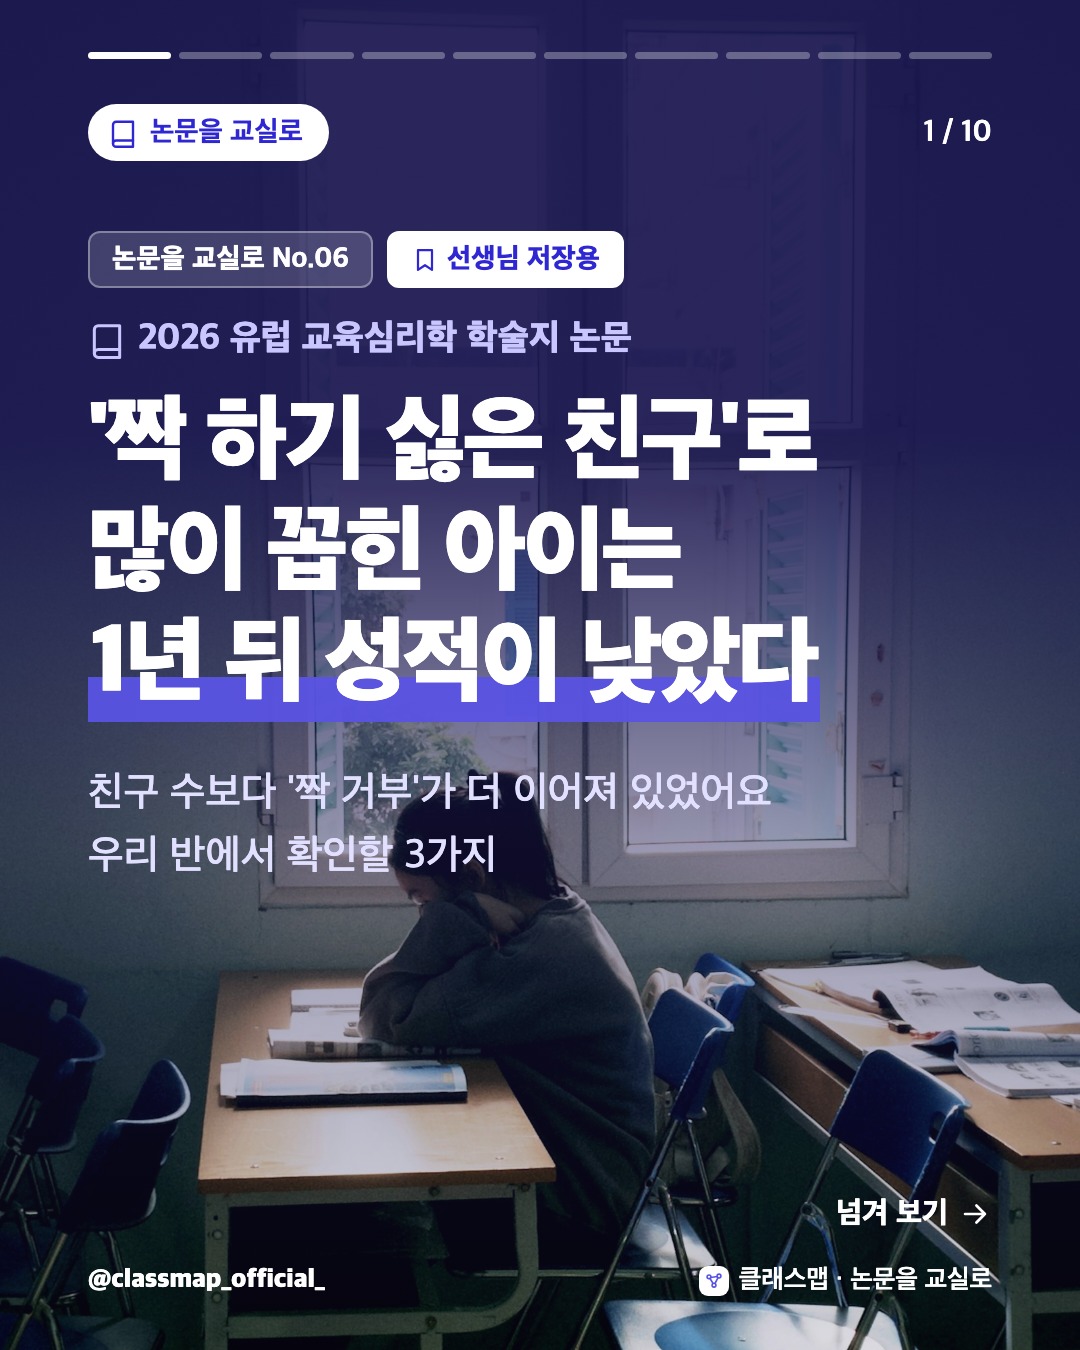 논문을 교실로
1 / 10
논문을 교실로 No.06
선생님 저장용
2026 유럽 교육심리학 학술지 논문
'짝 하기 싫은 친구'로
많이 꼽힌 아이는
1년 뒤 성적이 낮았다
친구 수보다 '짝 거부'가 더 이어져 있었어요
우리 반에서 확인할 3가지
넘겨 보기 →
@classmap_official_
클래스맵 · 논문을 교실로